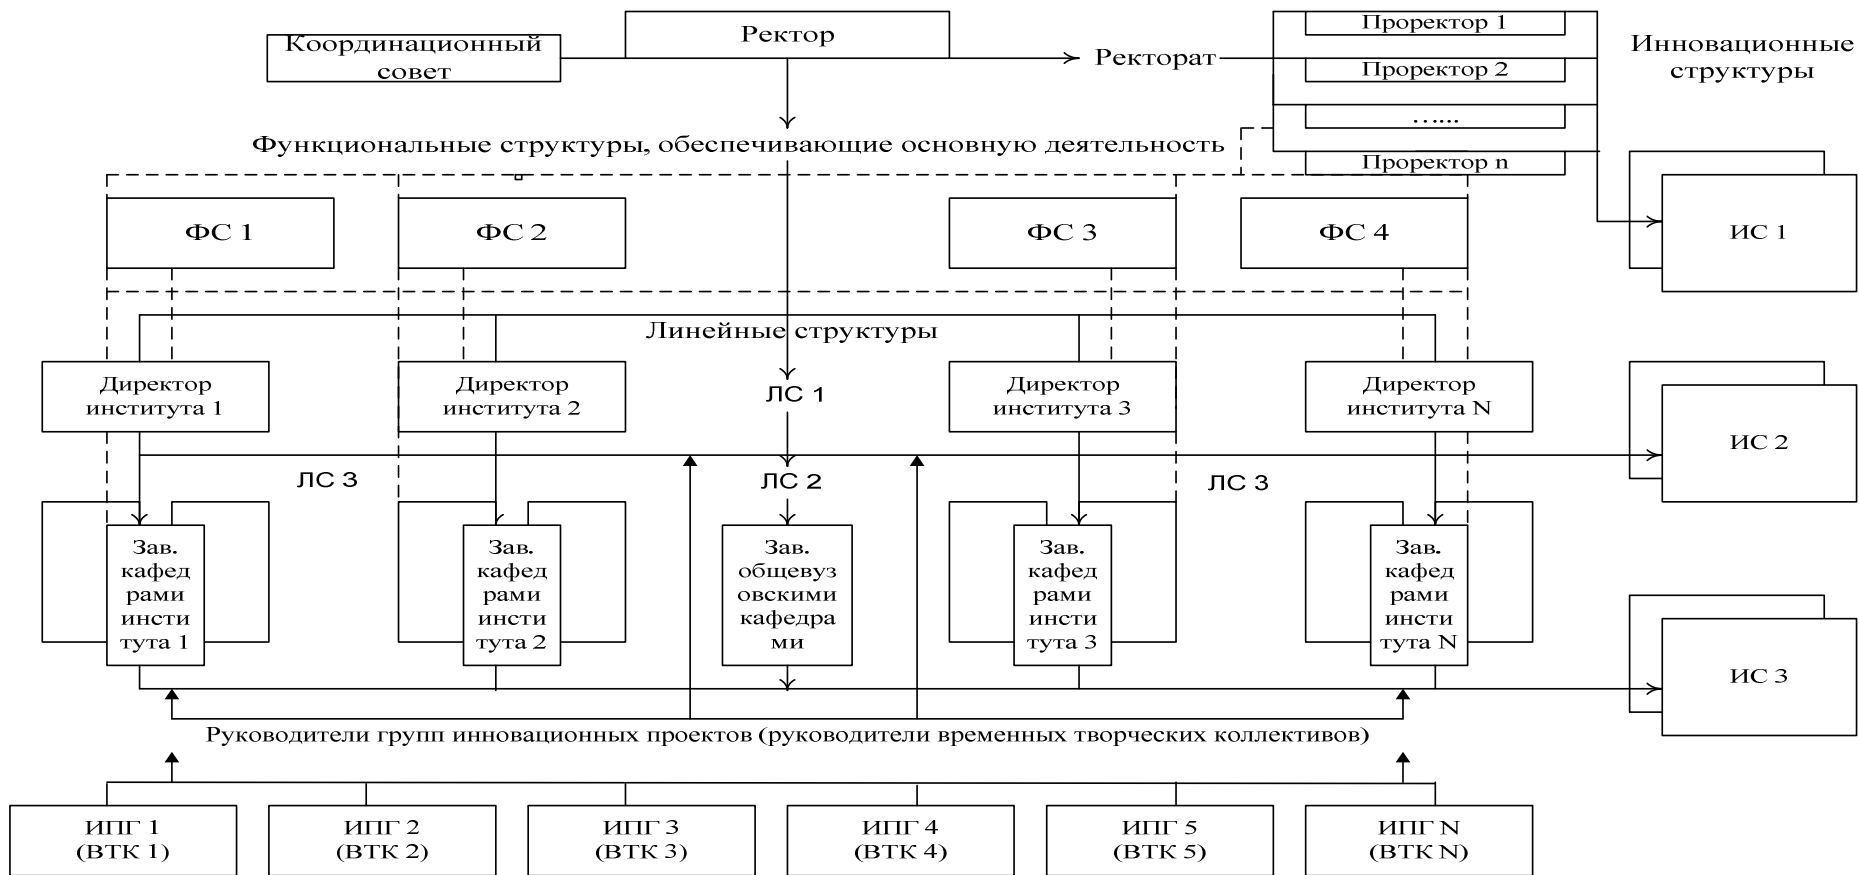 Ректор
Координационный
совет
Ректорат
Проректор 1
Проректор 2
…...
Проректор n
Инновационные
структуры
Функциональные структуры, обеспечивающие основную деятельность
ФС 1
ФС 2
ФС 3
ФС 4
ИС 1
Линейные структуры
Директор
института 1
Директор
института 2
ЛС 1
Директор
института 3
Директор
института N
ИС 2
ЛС 3
ЛС 2
ЛС 3
Зав.
кафед
рами
инсти
тута 1
Зав.
кафед
рами
инсти
тута 2
Зав.
общевуз
овскими
кафедра
ми
Зав.
кафед
рами
инсти
тута 3
Зав.
кафед
рами
инсти
тута N
ИС 3
Руководители групп инновационных проектов (руководители временных творческих коллективов)
ИПГ 1
(ВТК 1)
ИПГ 2
(ВТК 2)
ИПГ 3
(ВТК 3)
ИПГ 4
(ВТК 4)
ИПГ 5
(ВТК 5)
ИПГ N
(ВТК N)